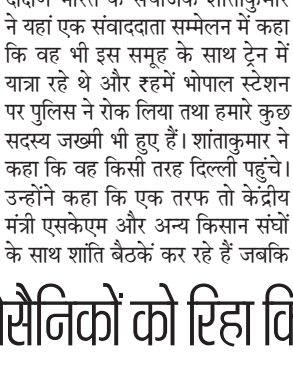 दक्षिण भारत के संयोजक शांताकुमार
ने यहां एक संवाददाता सम्मेलन में कहा
कि वह भी इस समूह के साथ ट्रेन में
यात्रा रहे थे और ₹हमें भोपाल स्टेशन
पर पुलिस ने रोक लिया तथा हमारे कुछ
सदस्य जख्मी भी हुए हैं। शांताकुमार ने
कहा कि वह किसी तरह दिल्ली पहुंचे।
उन्होंने कहा कि एक तरफ तो केंद्रीय
मंत्री एसकेएम और अन्य किसान संघों
के साथ शांति बैठकें कर रहे हैं जबकि
सैनिकों को रिहा